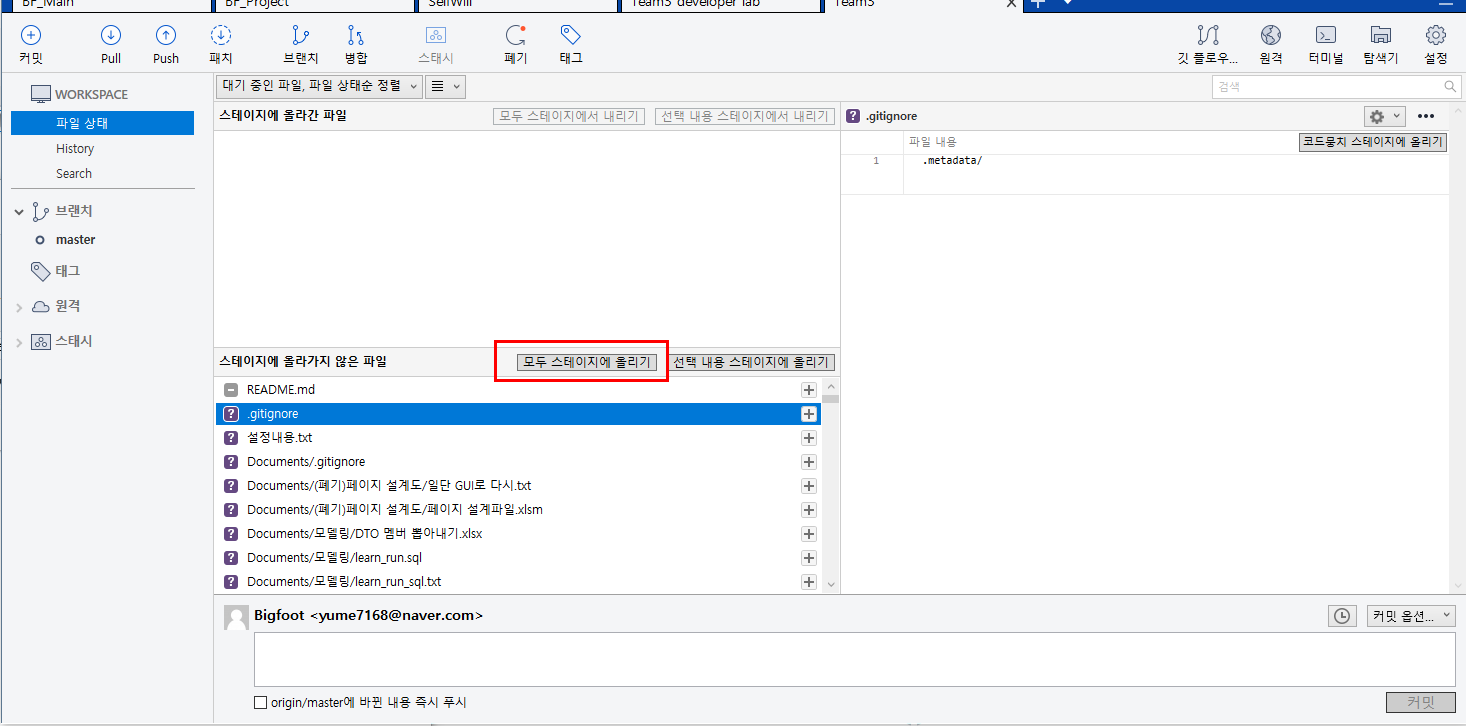 BF_Main BF_Project SelfWill Team3 developer lab Team3
커밋 Pull Push 패치 브랜치 병합 스태시 폐기 태그 깃 플로우... 원격 터미널 탐색기 설정
WORKSPACE
파일 상태
History
Search
브랜치
master
태그
원격
스태시
대기 중인 파일, 파일 상태순 정렬
검색
스테이지에 올라간 파일 모두 스테이지에서 내리기 선택 내용 스테이지에서 내리기
스테이지에 올라가지 않은 파일 모두 스테이지에 올리기 선택 내용 스테이지에 올리기
README.md
.gitignore
설정내용.txt
Documents/.gitignore
Documents/(폐기)페이지 설계도/일단 GUI로 다시.txt
Documents/(폐기)페이지 설계도/페이지 설계파일.xlsm
Documents/모델링/DTO 멤버 뽑아내기.xlsx
Documents/모델링/learn_run.sql
Documents/모델링/learn_run_sql.txt
.gitignore
파일 내용 코드뭉치 스테이지에 올리기
1 .metadata/
Bigfoot <yume7168@naver.com>
커밋 옵션...
origin/master에 바뀐 내용 즉시 푸시
커밋